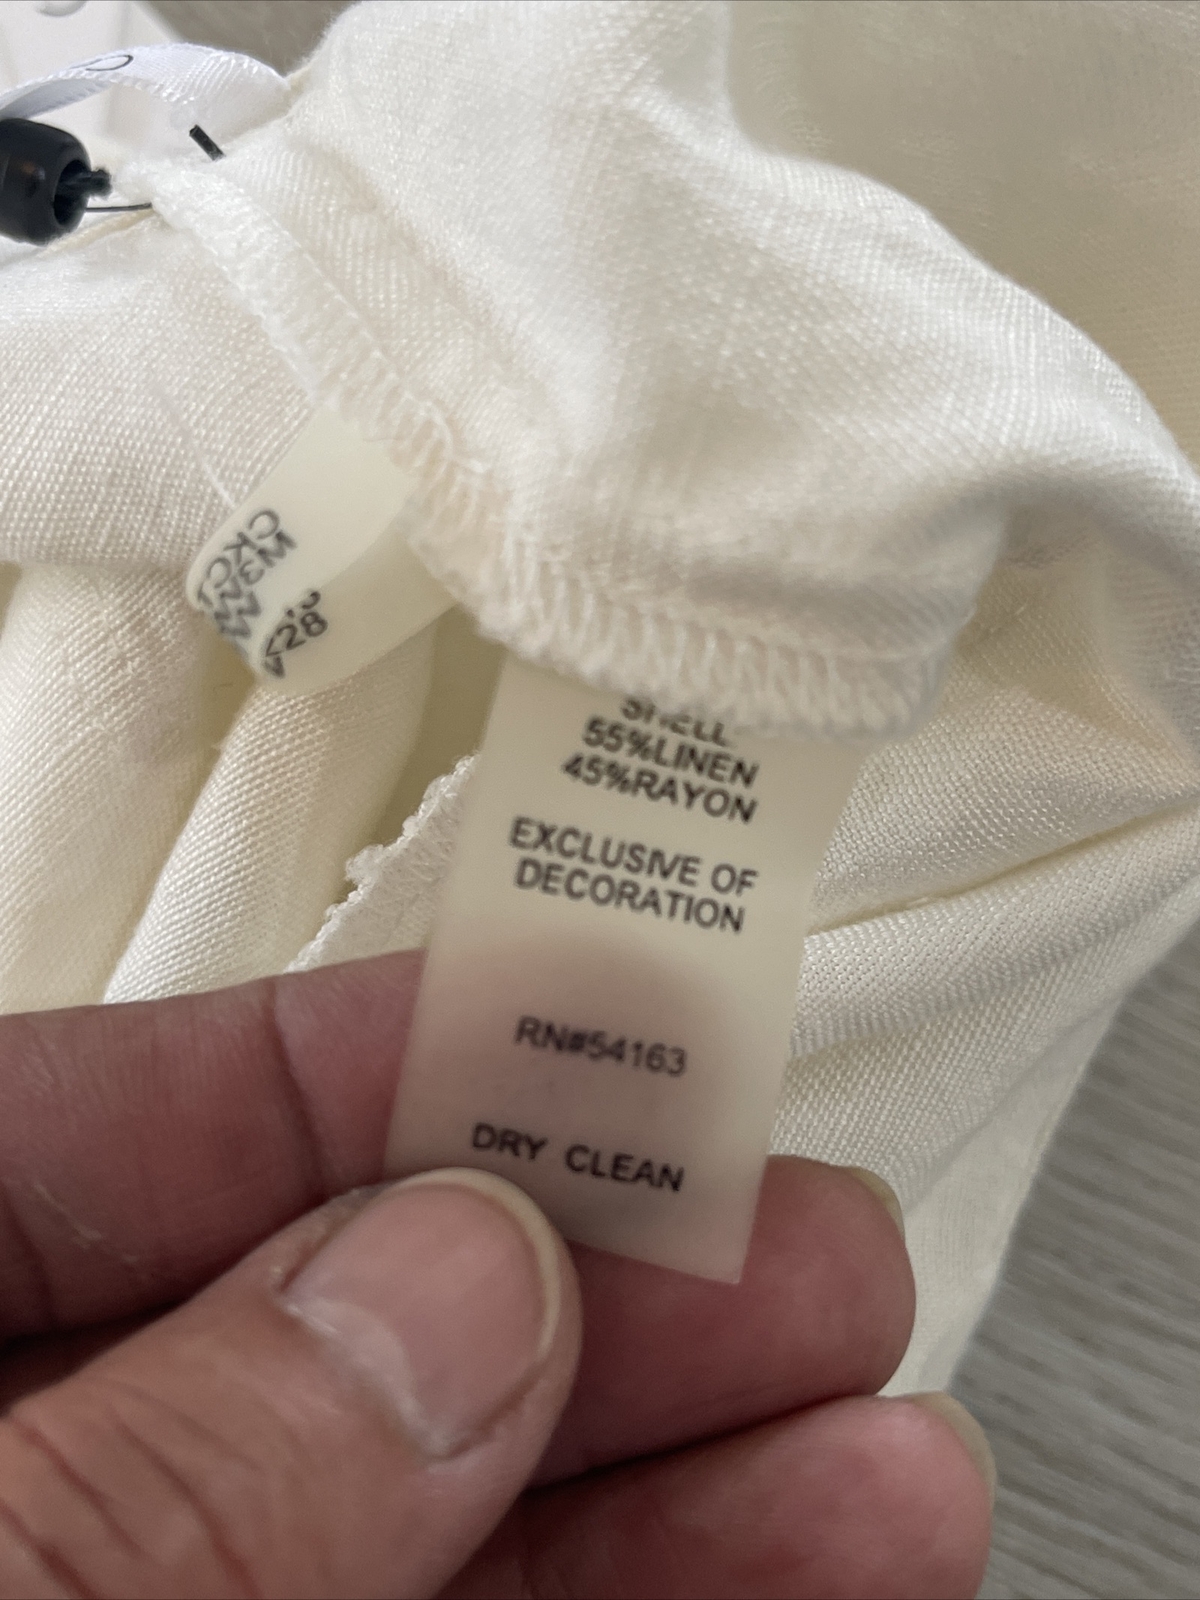 SHELL
55%LINEN
45%RAYON
EXCLUSIVE OF
DECORATION
RN#54163
DRY CLEAN